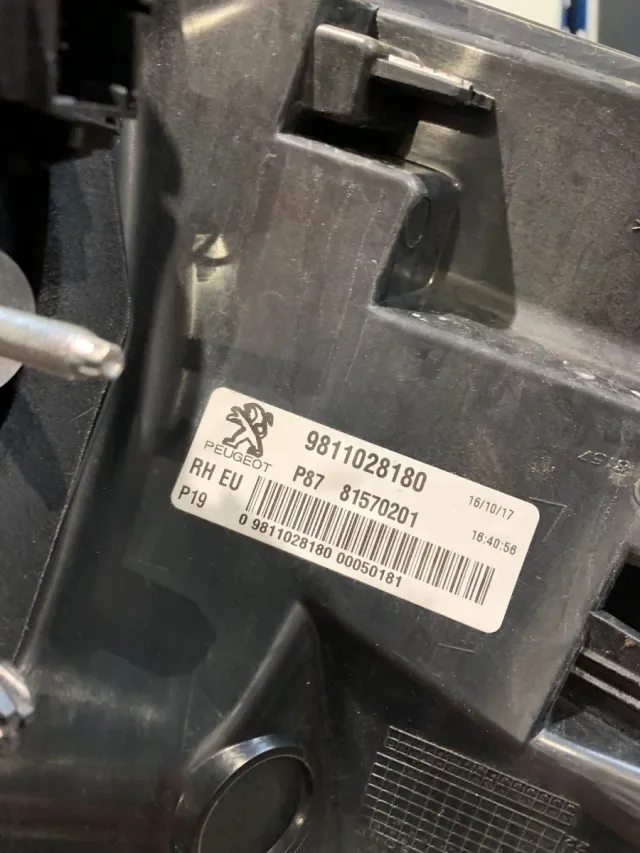 9811028180
PEUGEOT
RH EU P87 81570201 16/10/17
P19 16:40:56
0 9811028180 00050181